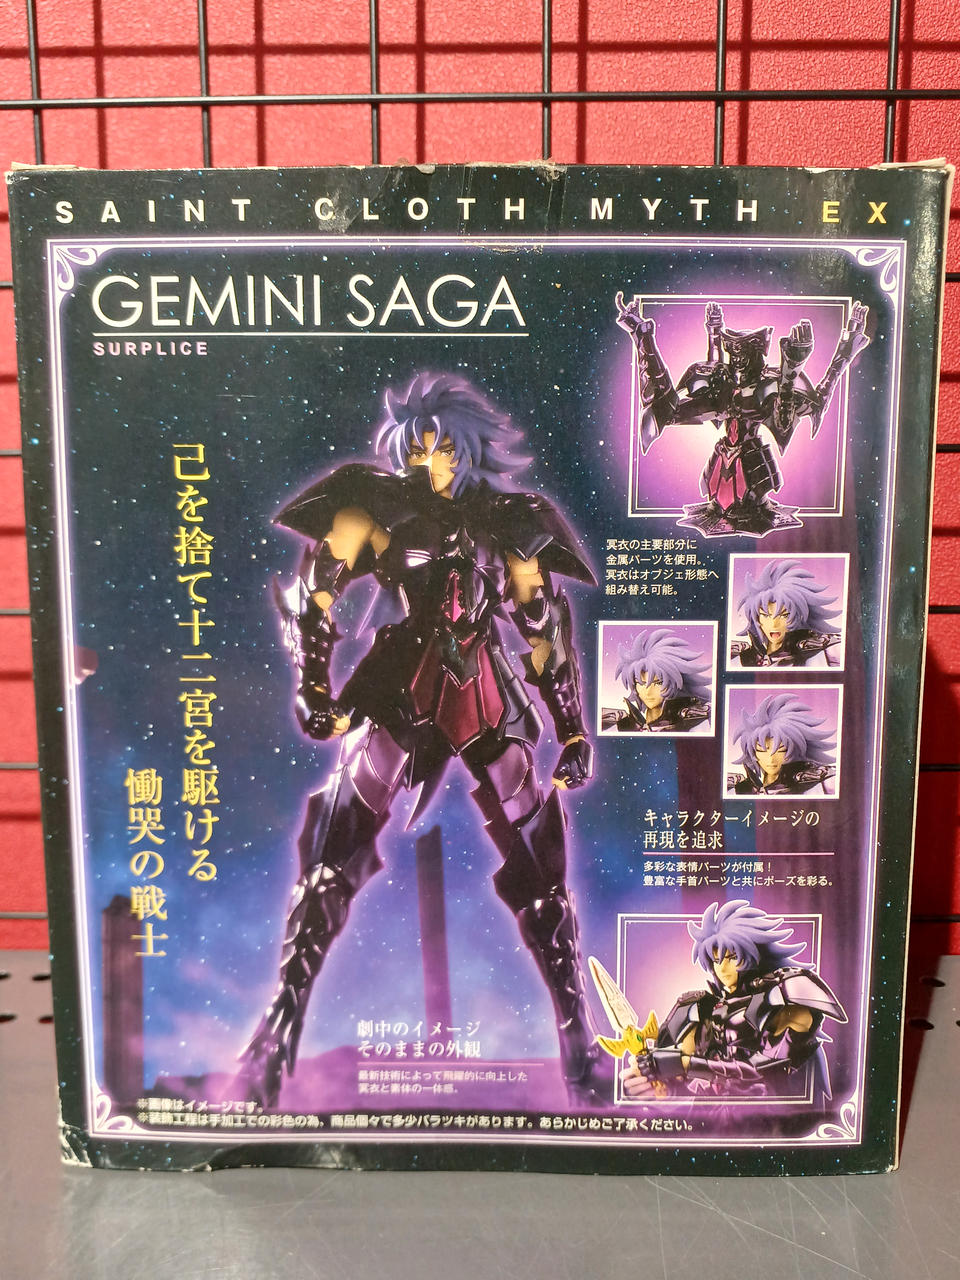 SAINT CLOTH MYTH EX
GEMINI SAGA
SURPLICE
己を捨て十二宮を駆ける
慟哭の戦士
冥衣の主要部分に
金属パーツを使用。
冥衣はオブジェ形態へ
組み替え可能。
キャラクターイメージの
再現を追求
多彩な表情パーツが付属！
豊富な手首パーツと共にポーズを彩る。
劇中のイメージ
そのままの外観
最新技術によって飛躍的に向上した
冥衣と素体の一体感。
※画像はイメージです。
※装飾工程は手加工での彩色の為、商品個々で多少バラツキがあります。あらかじめご了承ください。